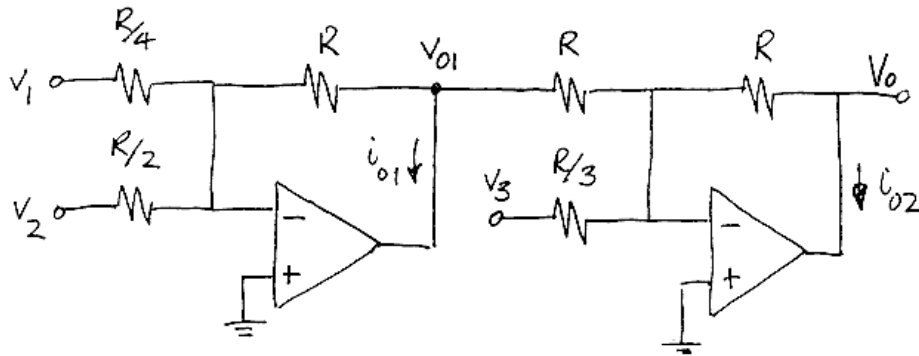 R/4
R
V01
R
R
V0
V1
R/2
i01
R/3
i02
V2
V3
−
+
−
+